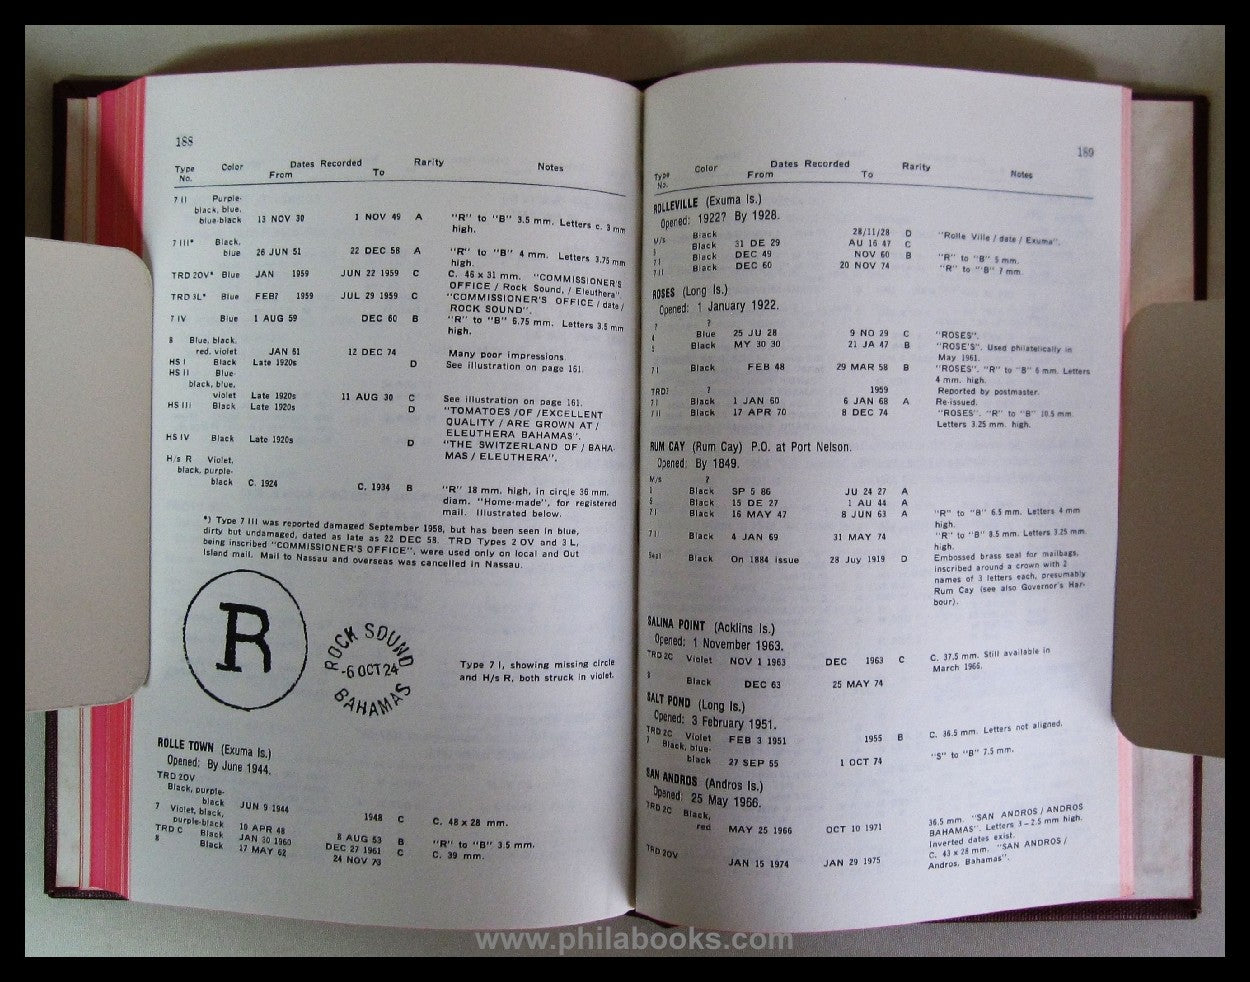 188
Type No. Color Dates Recorded From To Rarity Notes
7 II Purple-
black, blue,
blue-black 13 NOV 30 1 NOV 49 A "R" to "B" 3.5 mm. Letters c. 3 mm
high.
7 III* Black,
blue 26 JUN 51 22 DEC 58 A "R" to "B" 4 mm. Letters 3.75 mm
high.
TRD 2OV* Blue JAN 1959 JUN 22 1959 C C. 46 x 31 mm. "COMMISSIONER'S
OFFICE / Rock Sound, / Eleuthera".
TRD 3L* Blue FEB? 1959 JUL 29 1959 C "COMMISSIONER'S OFFICE / date /
ROCK SOUND".
7 IV Blue 1 AUG 59 DEC 60 B "R" to "B" 6.75 mm. Letters 3.5 mm
high.
8 Blue, black,
red, violet JAN 61 12 DEC 74 Many poor impressions
HS I Black Late 1920s D See illustration on page 161.
HS II Blue-
black, blue,
violet Late 1920s 11 AUG 30 C See illustration on page 161.
HS III Black Late 1920s D "TOMATOES / OF / EXCELLENT
QUALITY / ARE GROWN AT /
ELEUTHERA BAHAMAS".
HS IV Black Late 1920s D "THE SWITZERLAND OF / BAHA-
MAS / ELEUTHERA".
H/s R Violet,
black, purple-
black C. 1924 C. 1934 B "R" 18 mm. high, in circle 36 mm.
diam. "Home-made", for registered
mail. Illustrated below.
*) Type 7 III was reported damaged September 1958, but has been seen in blue,
dirty but undamaged, dated as late as 22 DEC 58. TRD Types 2 OV and 3 L,
being inscribed "COMMISSIONER'S OFFICE", were used only on local and Out
Island mail. Mail to Nassau and overseas was cancelled in Nassau.
R
ROCK SOUND
-6 OCT 24
BAHAMAS
Type 7 I, showing missing circle
and H/s R, both struck in violet.
ROLLE TOWN (Exuma Is.)
Opened: By June 1944.
TRD 2OV
Black, purple-
black JUN 9 1944 1948 C C. 48 x 28 mm.
7 Violet, black,
purple-black 19 APR 48 8 AUG 53 B "R" to "B" 3.5 mm.
TRD C Black JAN 30 1960 DEC 27 1961 C C. 39 mm.
8 Black 17 MAY 62 24 NOV 73
189
Type No. Color Dates Recorded From To Rarity Notes
ROLLEVILLE (Exuma Is.)
Opened: 1922? By 1928.
M/s Black 28/11/28 D "Rolle Ville / date / Exuma".
Black 31 DE 29 AU 16 47 C
7 I Black DEC 49 NOV 60 B "R" to "B" 5 mm.
7 II Black DEC 60 20 NOV 74 "R" to "B" 7 mm.
ROSES (Long Is.)
Opened: 1 January 1922.
? ?
Blue 25 JU 28 9 NO 29 C "ROSES".
Black MY 30 30 21 JA 47 B "ROSE'S". Used philatelically in
May 1961.
7 I Black FEB 48 29 MAR 58 B "ROSES". "R" to "B" 6 mm. Letters
4 mm. high.
TRD? ? 1959 Reported by postmaster.
7 I Black 1 JAN 60 6 JAN 68 A Re-issued.
7 II Black 17 APR 70 8 DEC 74 "ROSES". "R" to "B" 10.5 mm.
Letters 3.25 mm. high.
RUM CAY (Rum Cay) P.O. at Port Nelson.
Opened: By 1849.
M/s ?
1 Black SP 5 86 JU 24 27 A
5 Black 15 DE 27 1 AU 44 A
7 I Black 16 MAY 47 8 JUN 63 A "R" to "B" 6.5 mm. Letters 4 mm
high.
7 I Black 4 JAN 69 31 MAY 74 "R" to "B" 8.5 mm. Letters 3.25 mm.
high.
Seal Black On 1884 issue 28 Juy 1919 D Embossed brass seal for mailbags,
inscribed around a crown with 2
names of 3 letters each, presumably
Rum Cay (see also Governor's Har-
bour).
SALINA POINT (Acklins Is.)
Opened: 1 November 1963.
TRD 2C Violet NOV 1 1963 DEC 1963 C C. 37.5 mm. Still available in
March 1966.
Black DEC 63 25 MAY 74
SALT POND (Long Is.)
Opened: 3 February 1951.
TRD 2C Violet FEB 3 1951 1955 B C. 36.5 mm. Letters not aligned.
7 Black, blue-
black 27 SEP 55 1 OCT 74 "S" to "B" 7.5 mm.
SAN ANDROS (Andros Is.)
Opened: 25 May 1966.
TRD 2C Black,
red MAY 25 1966 OCT 10 1971 36.5 mm. "SAN ANDROS / ANDROS
BAHAMAS". Letters 3 - 2.5 mm high.
Inverted dates exist.
TRD 2OV JAN 15 1974 JAN 29 1975 C. 43 x 28 mm. "SAN ANDROS /
Andros, Bahamas".
www.philabooks.com